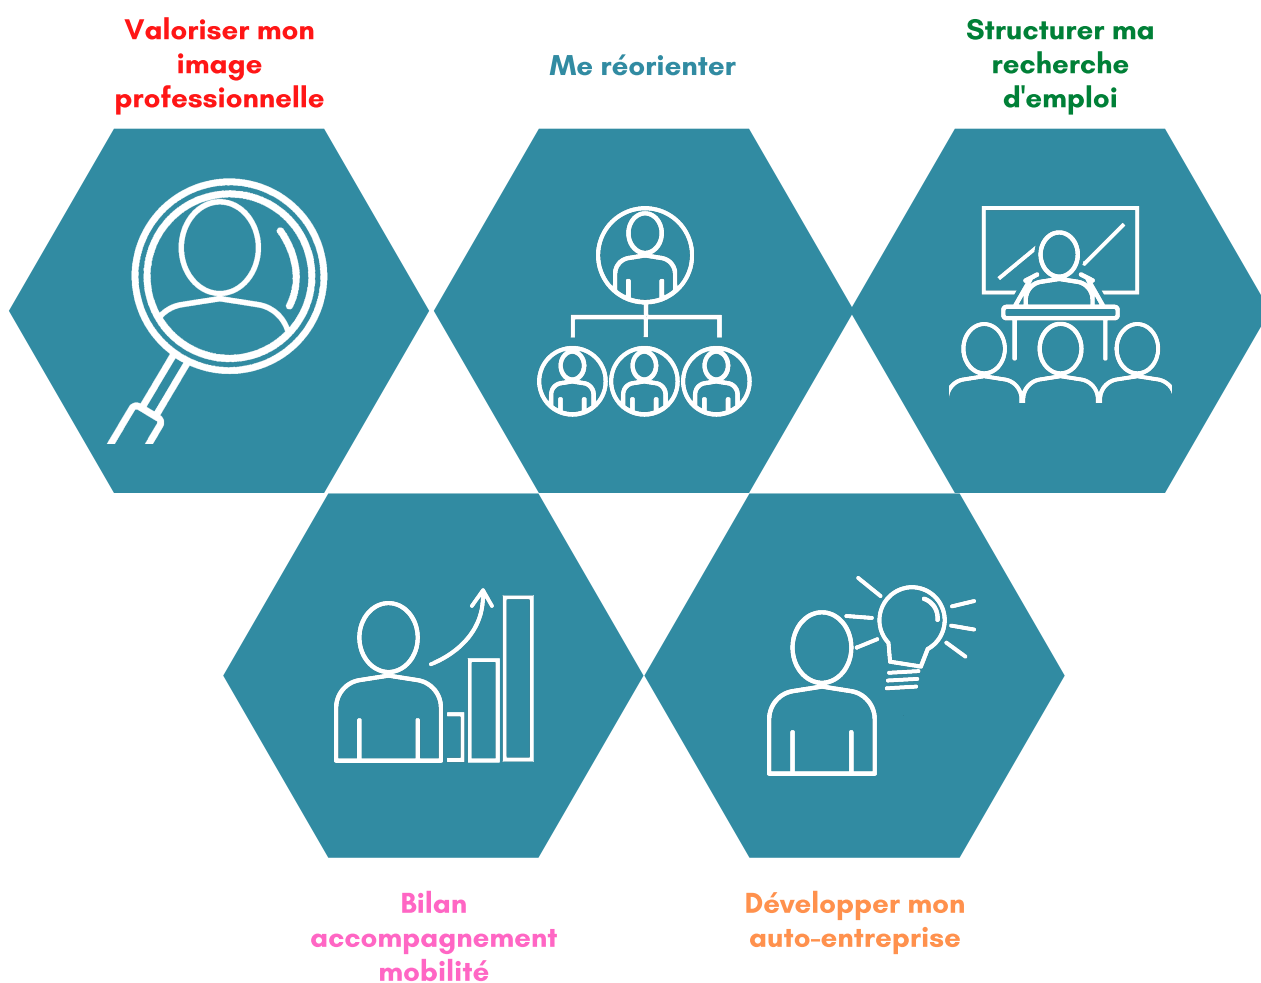 Valoriser mon
image
professionnelle
Me réorienter
Structurer ma
recherche
d'emploi
Bilan
accompagnement
mobilité
Développer mon
auto-entreprise